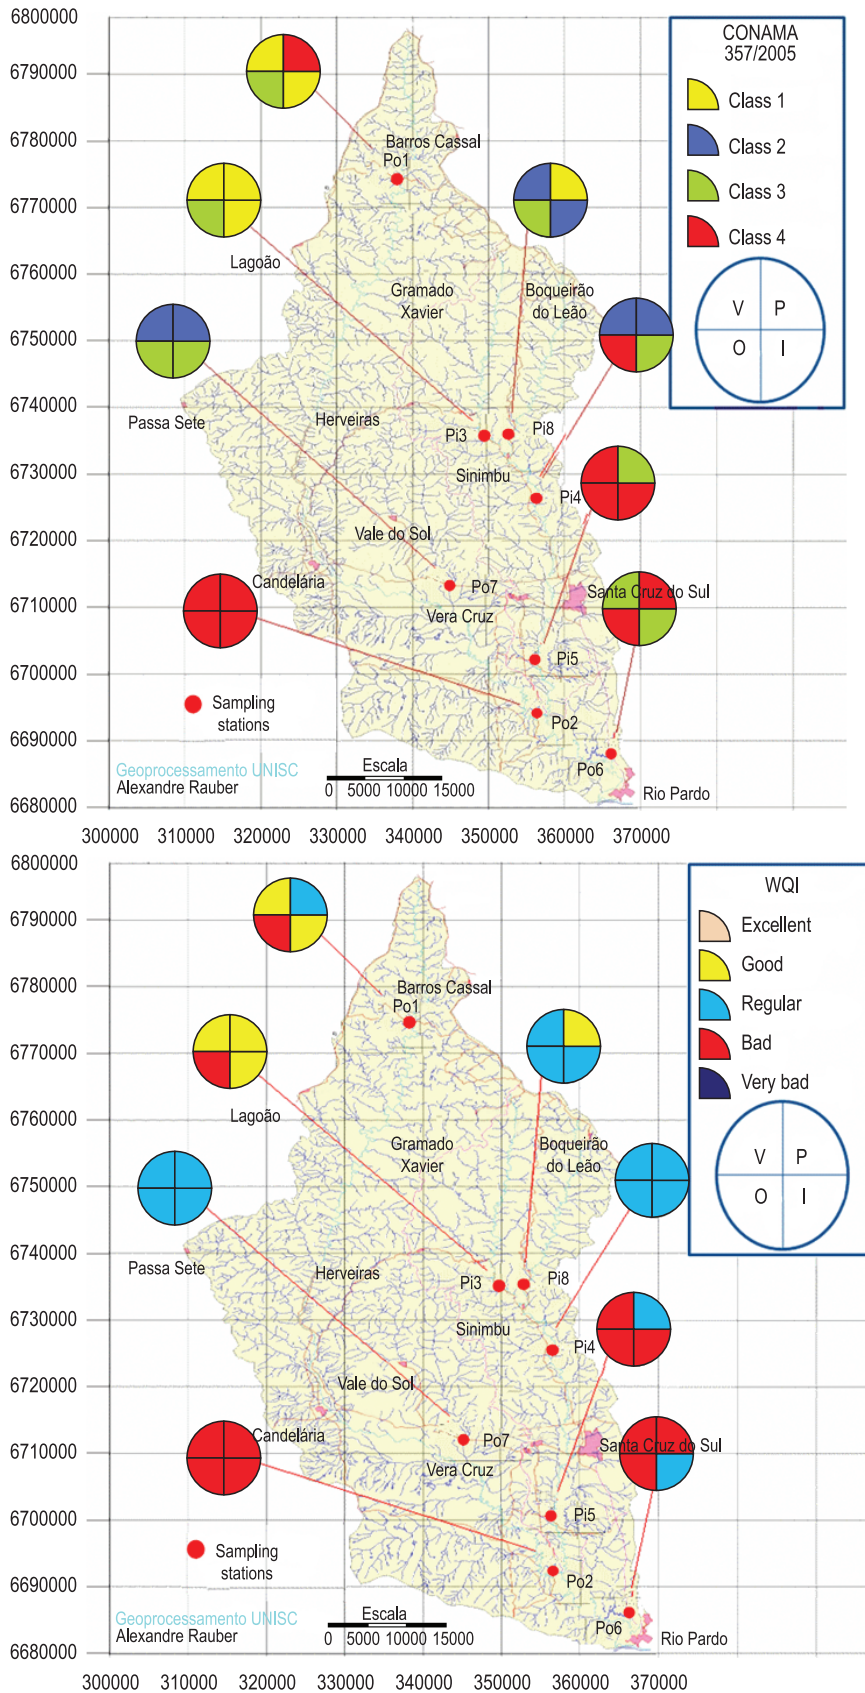 6800000
6790000
6780000
6770000
6760000
6750000
6740000
6730000
6720000
6710000
6700000
6690000
6680000
300000 310000 320000 330000 340000 350000 360000 370000
CONAMA
357/2005
Class 1
Class 2
Class 3
Class 4
V P
O I
Barros Cassal
Po1
Lagoão
Gramado
Xavier
Boqueirão
do Leão
Passa Sete
Herveiras
Pi3
Pi8
Sinimbu
Pi4
Vale do Sol
Candelária
Po7
Santa Cruz do Sul
Vera Cruz
Pi5
Sampling
stations
Po2
Po6
Geoprocessamento UNISC
Alexandre Rauber
Escala
0 5000 10000 15000
Rio Pardo
6800000
6790000
6780000
6770000
6760000
6750000
6740000
6730000
6720000
6710000
6700000
6690000
6680000
300000 310000 320000 330000 340000 350000 360000 370000
WQI
Excellent
Good
Regular
Bad
Very bad
V P
O I
Barros Cassal
Po1
Lagoão
Gramado
Xavier
Boqueirão
do Leão
Passa Sete
Herveiras
Pi3
Pi8
Sinimbu
Pi4
Vale do Sol
Candelária
Po7
Santa Cruz do Sul
Vera Cruz
Pi5
Sampling
stations
Po2
Po6
Geoprocessamento UNISC
Alexandre Rauber
Escala
0 5000 10000 15000
Rio Pardo